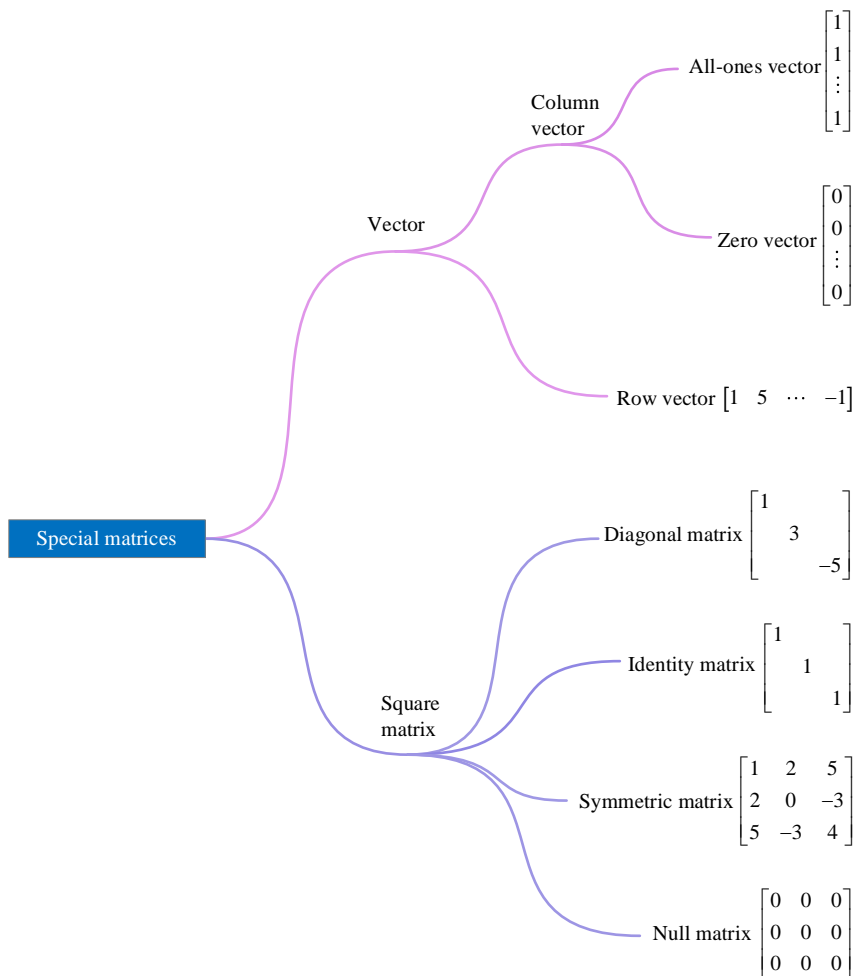 All-ones vector [1
1
⋮
1]
Column
vector
Vector
Zero vector [0
0
⋮
0]
Row vector [1 5 ⋯ −1]
Special matrices
Diagonal matrix [1
3
−5]
Identity matrix [1
1
1]
Square
matrix
Symmetric matrix [1 2 5
2 0 −3
5 −3 4]
Null matrix [0 0 0
0 0 0
0 0 0]